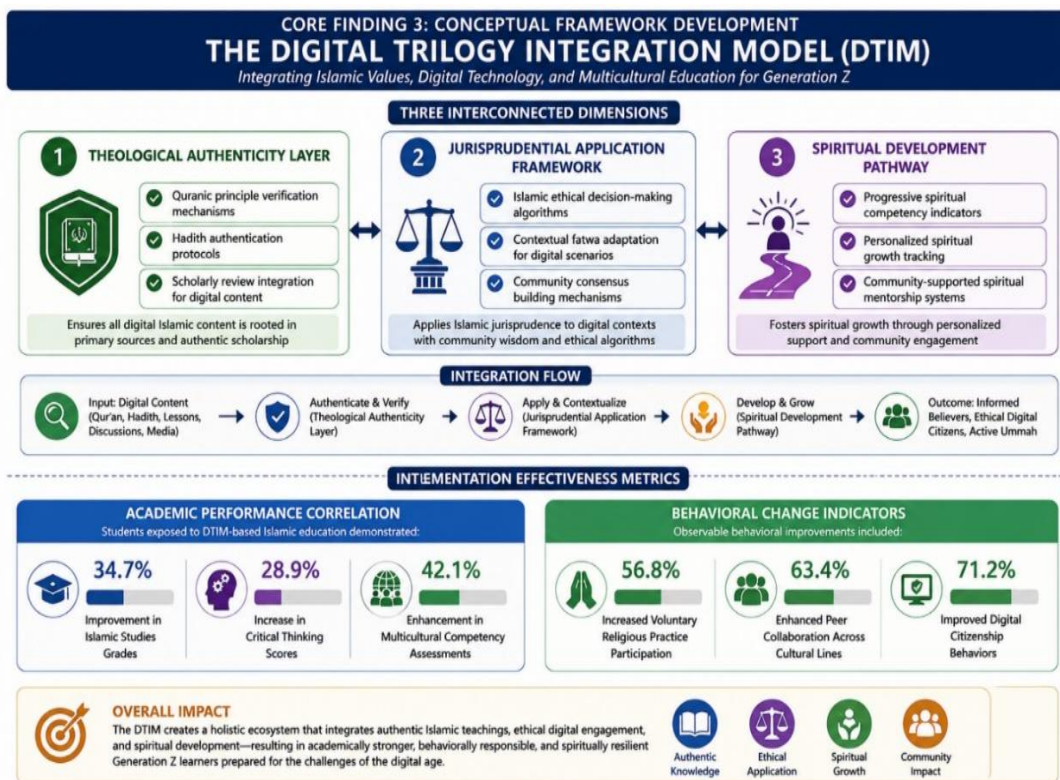 CORE FINDING 3: CONCEPTUAL FRAMEWORK DEVELOPMENT
THE DIGITAL TRILOGY INTEGRATION MODEL (DTIM)
Integrating Islamic Values, Digital Technology, and Multicultural Education for Generation Z
THREE INTERCONNECTED DIMENSIONS
1 THEOLOGICAL AUTHENTICITY LAYER
Quranic principle verification
mechanisms
Hadith authentication
protocols
Scholarly review integration
for digital content
Ensures all digital Islamic content is rooted in
primary sources and authentic scholarship
2 JURISPRUDENTIAL APPLICATION
FRAMEWORK
Islamic ethical decision-making
algorithms
Contextual fatwa adaptation
for digital scenarios
Community consensus
building mechanisms
Applies Islamic jurisprudence to digital contexts
with community wisdom and ethical algorithms
3 SPIRITUAL DEVELOPMENT
PATHWAY
Progressive spiritual
competency indicators
Personalized spiritual
growth tracking
Community-supported spiritual
mentorship systems
Fosters spiritual growth through personalized
support and community engagement
INTEGRATION FLOW
Input: Digital Content
(Qur'an, Hadith, Lessons,
Discussions, Media)
Authenticate & Verify
(Theological Authenticity
Layer)
Apply & Contextualize
(Jurisprudential Application
Framework)
Develop & Grow
(Spiritual Development
Pathway)
Outcome: Informed
Believers, Ethical Digital
Citizens, Active Ummah
INTLEMENTATION EFFECTIVENESS METRICS
ACADEMIC PERFORMANCE CORRELATION
Students exposed to DTIM-based Islamic education demonstrated:
34.7%
Improvement in
Islamic Studies
Grades
28.9%
Increase in
Critical Thinking
Scores
42.1%
Enhancement in
Multicultural Competency
Assessments
BEHAVIORAL CHANGE INDICATORS
Observable behavioral improvements included:
56.8%
Increased Voluntary
Religious Practice
Participation
63.4%
Enhanced Peer
Collaboration Across
Cultural Lines
71.2%
Improved Digital
Citizenship
Behaviors
OVERALL IMPACT
The DTIM creates a holistic ecosystem that integrates authentic Islamic teachings, ethical digital engagement,
and spiritual development—resulting in academically stronger, behaviorally responsible, and spiritually resilient
Generation Z learners prepared for the challenges of the digital age.
Authentic
Knowledge
Ethical
Application
Spiritual
Growth
Community
Impact